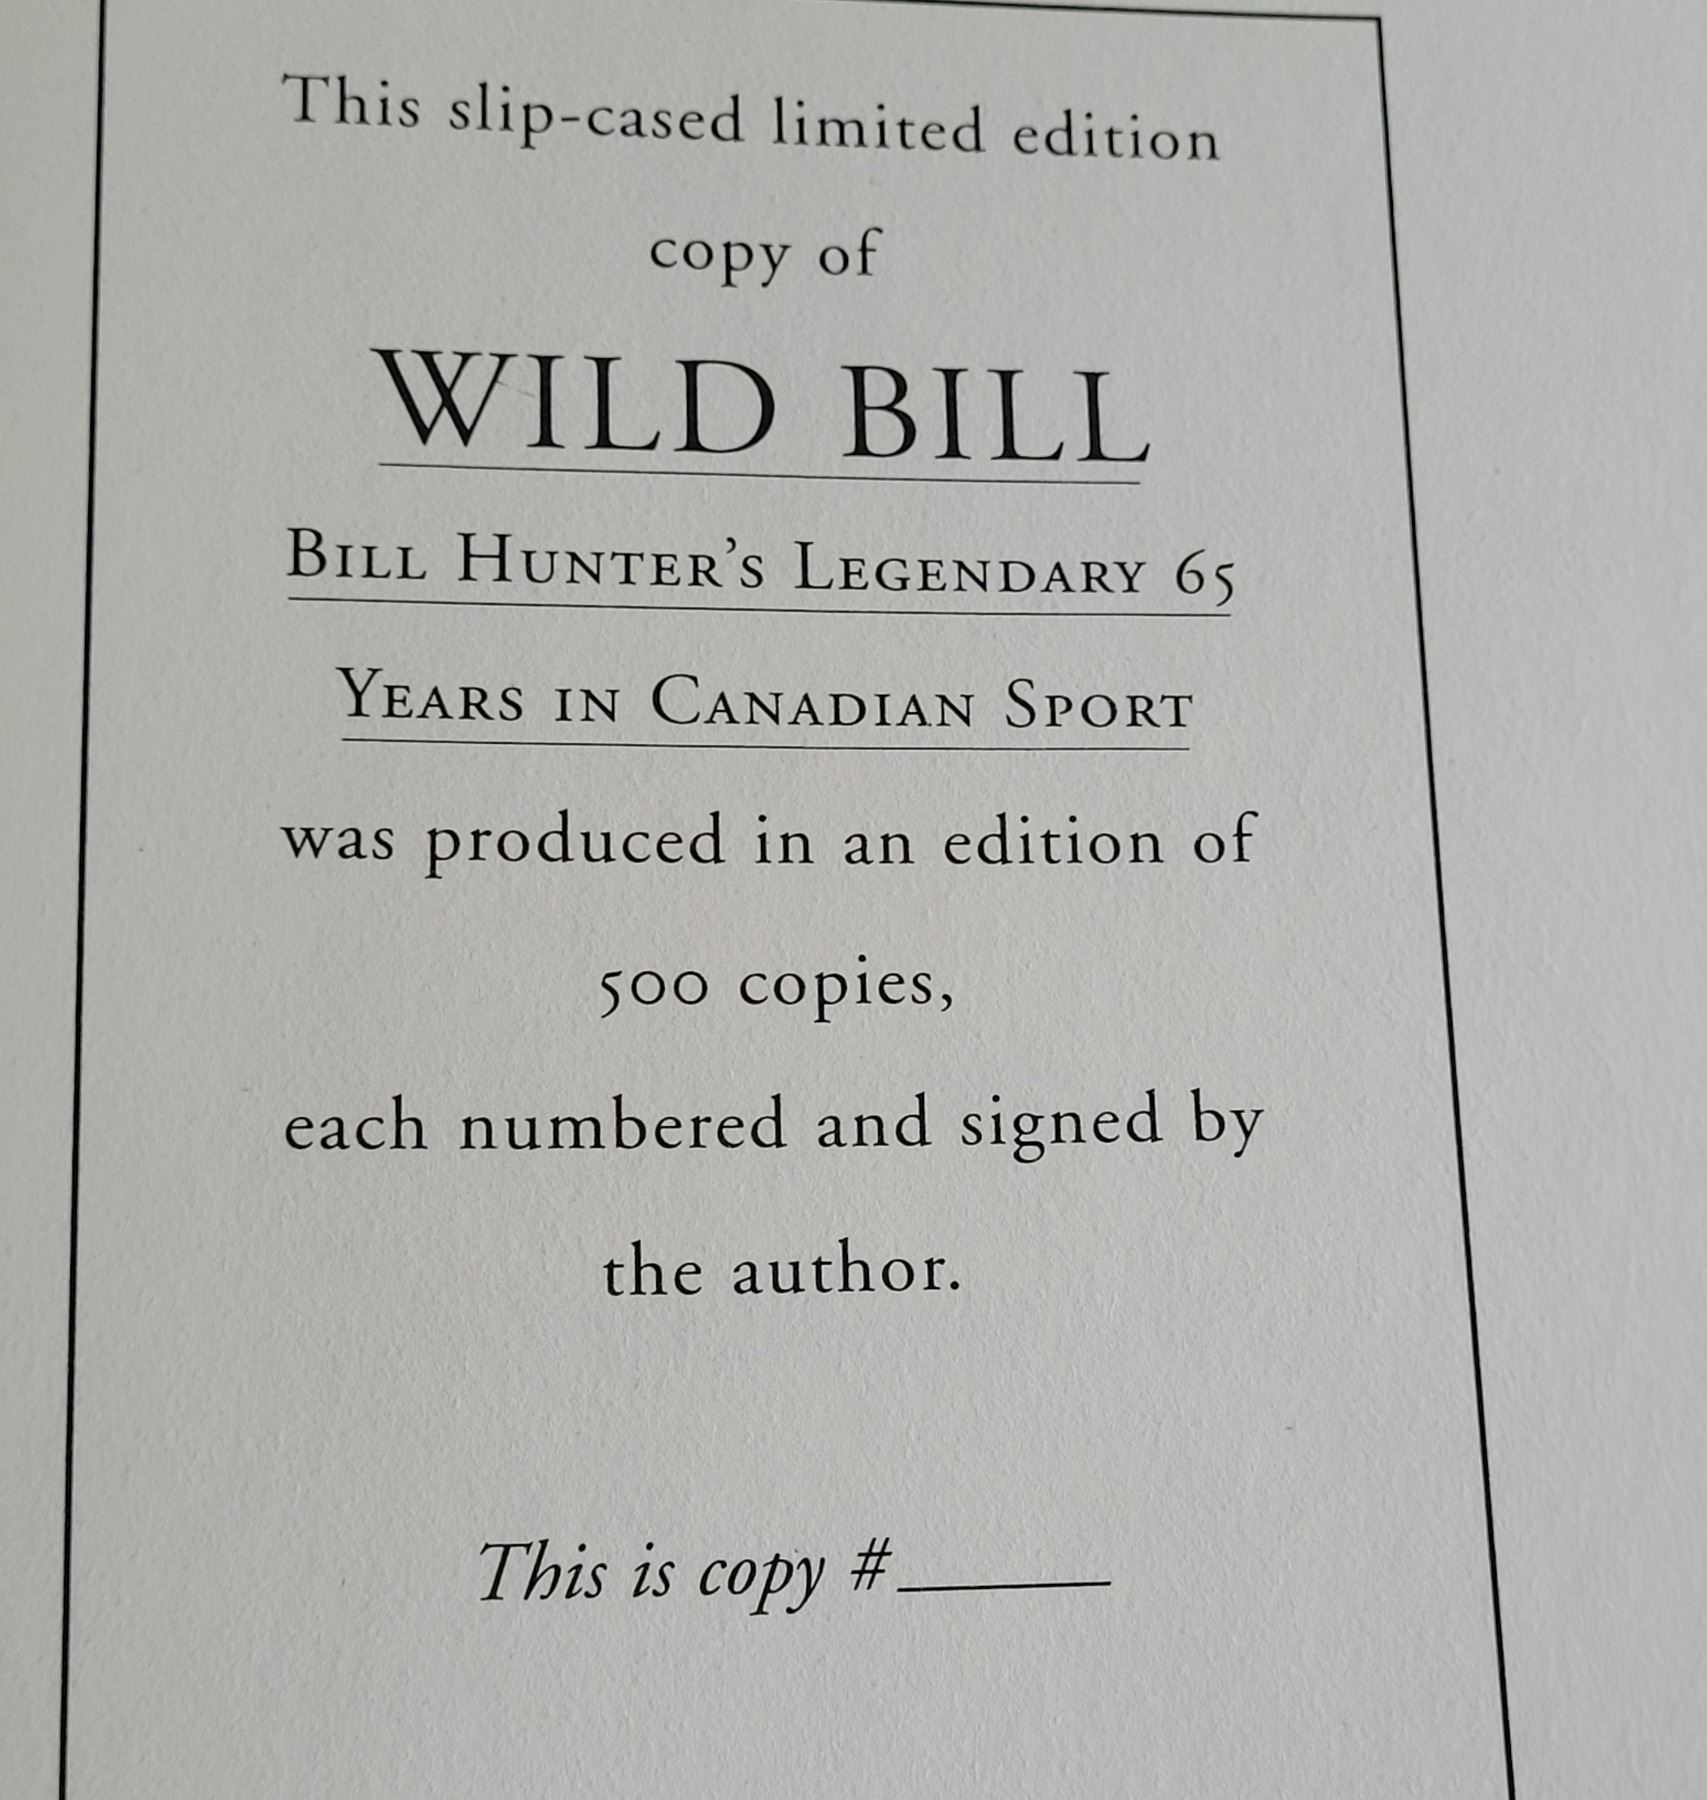 This slip-cased limited edition
copy of
WILD BILL
BILL HUNTER'S LEGENDARY 65
YEARS IN CANADIAN SPORT
was produced in an edition of
500 copies,
each numbered and signed by
the author.
This is copy #_____